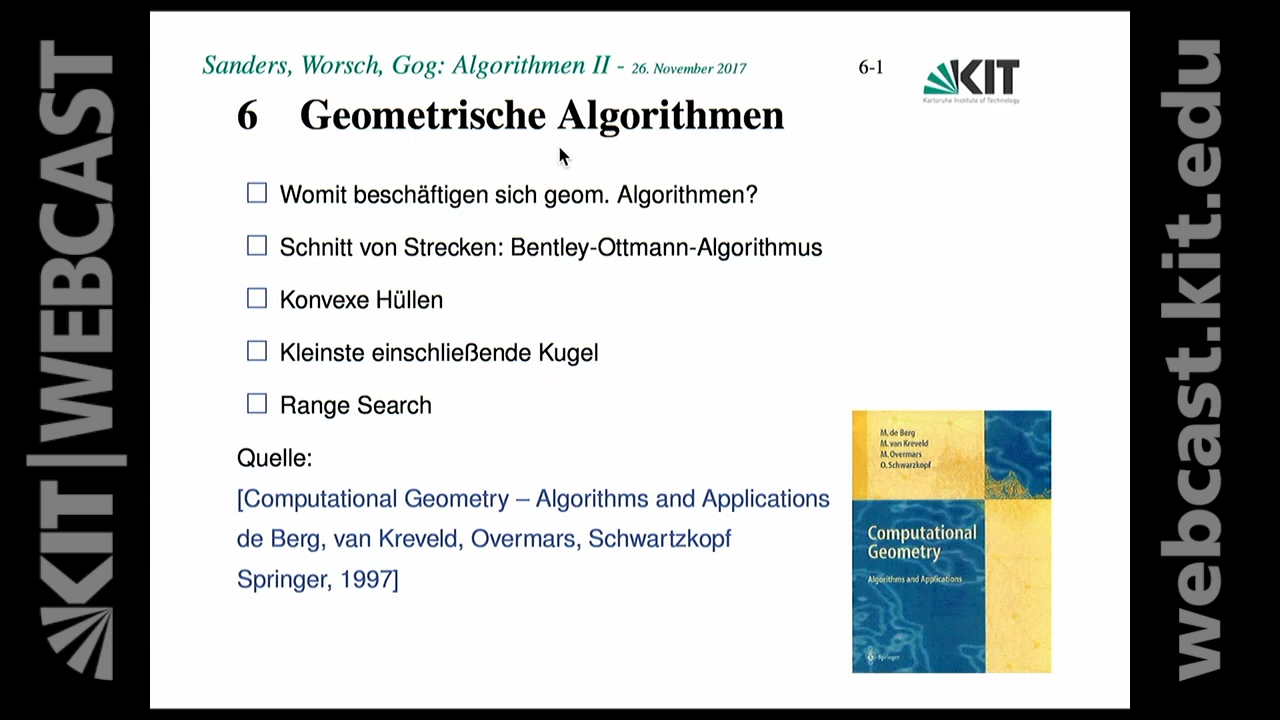 KIT|WEBCAST
Sanders, Worsch, Gog: Algorithmen II - 26. November 2017
6-1
KIT
Karlsruhe Institute of Technology
6 Geometrische Algorithmen
Womit beschäftigen sich geom. Algorithmen?
Schnitt von Strecken: Bentley-Ottmann-Algorithmus
Konvexe Hüllen
Kleinste einschließende Kugel
Range Search
Quelle:
[Computational Geometry – Algorithms and Applications
de Berg, van Kreveld, Overmars, Schwartzkopf
Springer, 1997]
M. de Berg
M. van Kreveld
M. Overmars
O. Schwarzkopf
Computational
Geometry
Algorithms and Applications
Springer
webcast.kit.edu